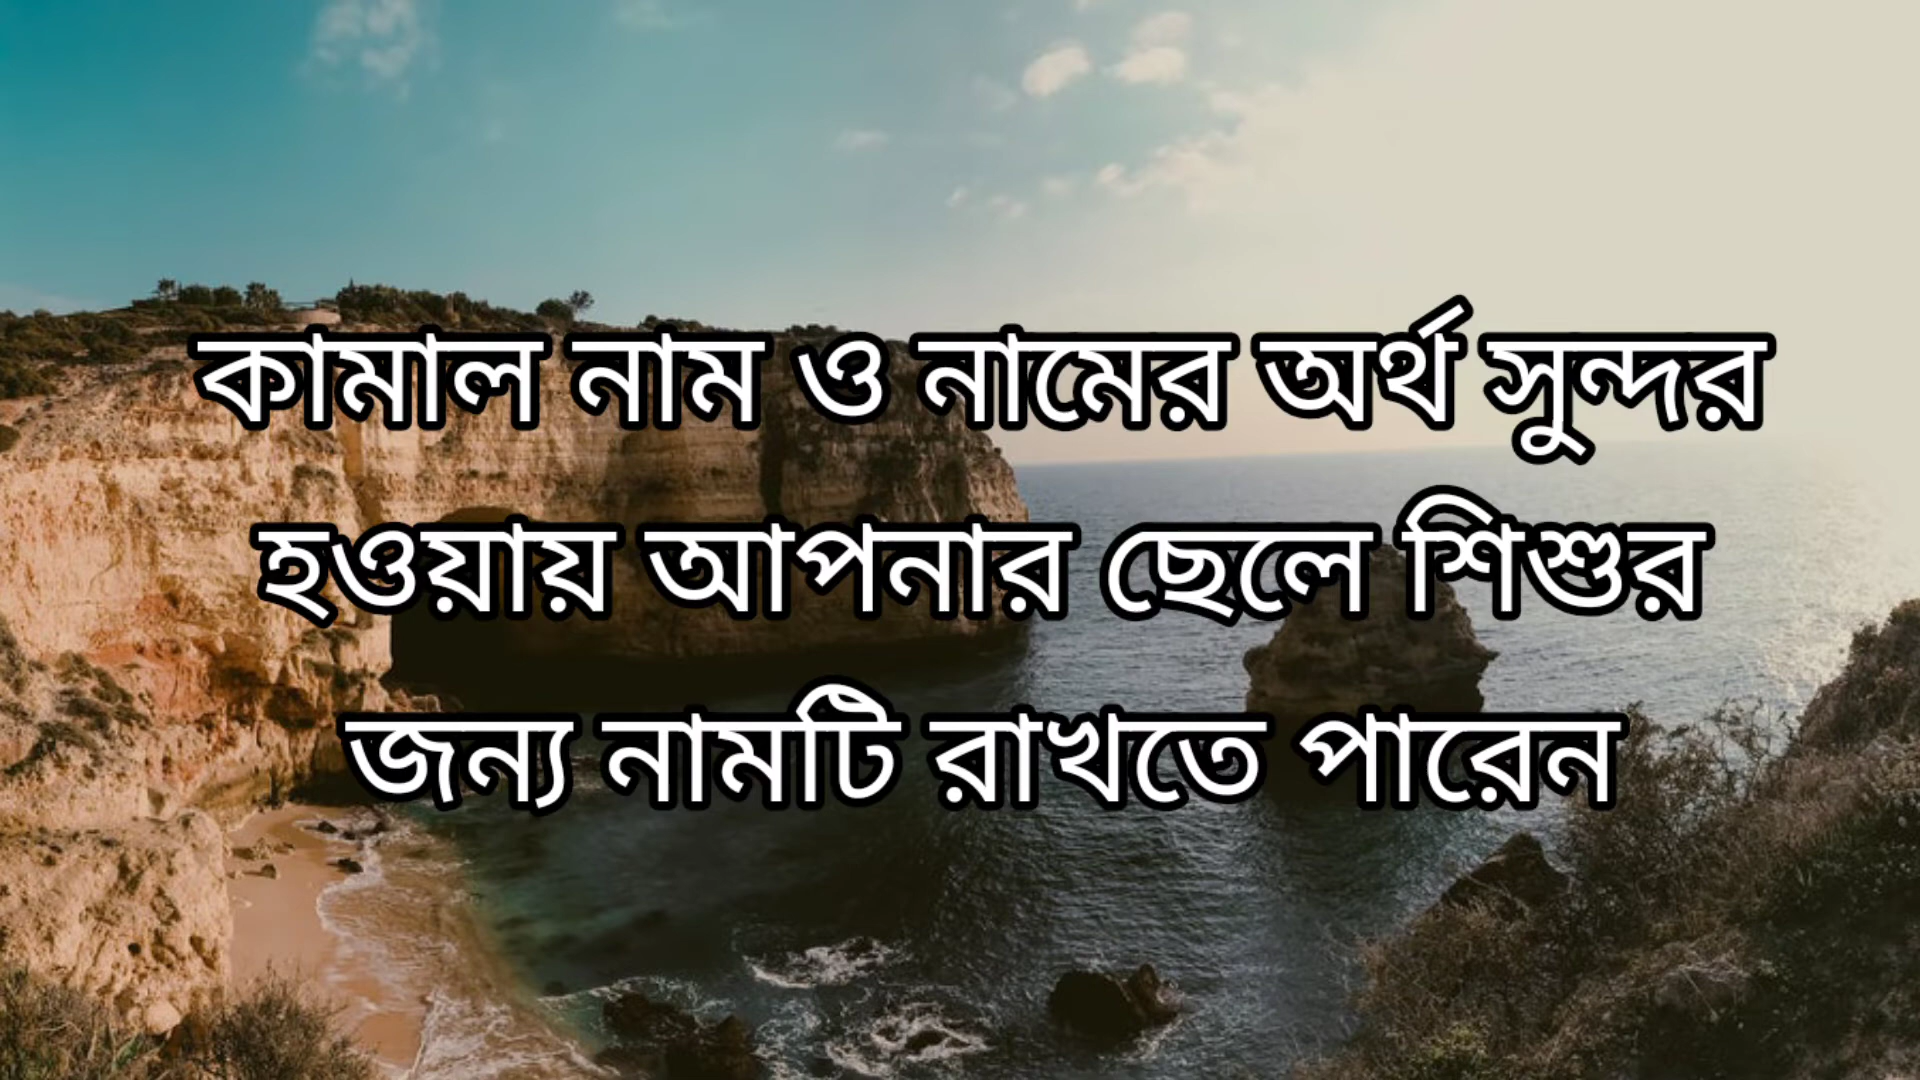 কামাল নাম ও নামের অর্থ সুন্দর
হওয়ায় আপনার ছেলে শিশুর
জন্য নামটি রাখতে পারেন